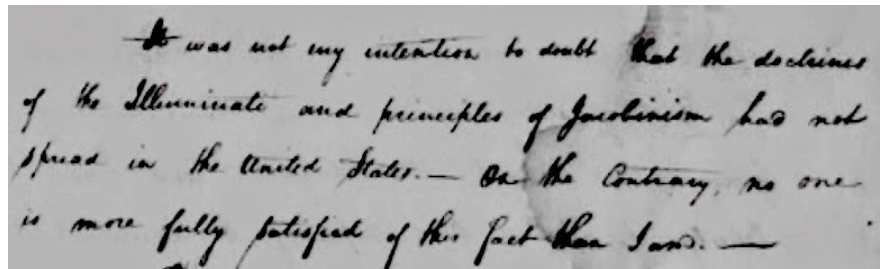 It was not my intention to doubt that the doctrines
of the Illuminati and principles of Jacobinism had not
spread in the United States. — On the Contrary, no one
is more fully satisfied of this fact than I am. —